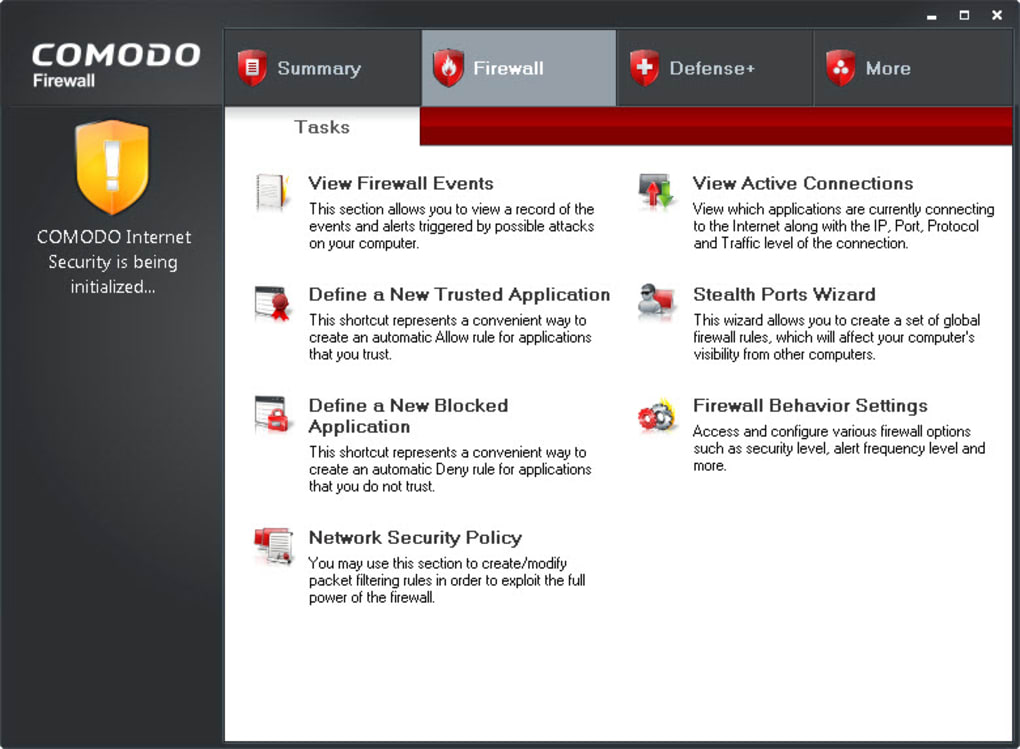 COMODO
Firewall
Summary
Firewall
Defense+
More
COMODO Internet
Security is being
initialized...
Tasks
View Firewall Events
This section allows you to view a record of the
events and alerts triggered by possible attacks
on your computer.
Define a New Trusted Application
This shortcut represents a convenient way to
create an automatic Allow rule for applications
that you trust.
Define a New Blocked
Application
This shortcut represents a convenient way to
create an automatic Deny rule for applications
that you do not trust.
Network Security Policy
You may use this section to create/modify
packet filtering rules in order to exploit the full
power of the firewall.
View Active Connections
View which applications are currently connecting
to the Internet along with the IP, Port, Protocol
and Traffic level of the connection.
Stealth Ports Wizard
This wizard allows you to create a set of global
firewall rules, which will affect your computer's
visibility from other computers.
Firewall Behavior Settings
Access and configure various firewall options
such as security level, alert frequency level and
more.